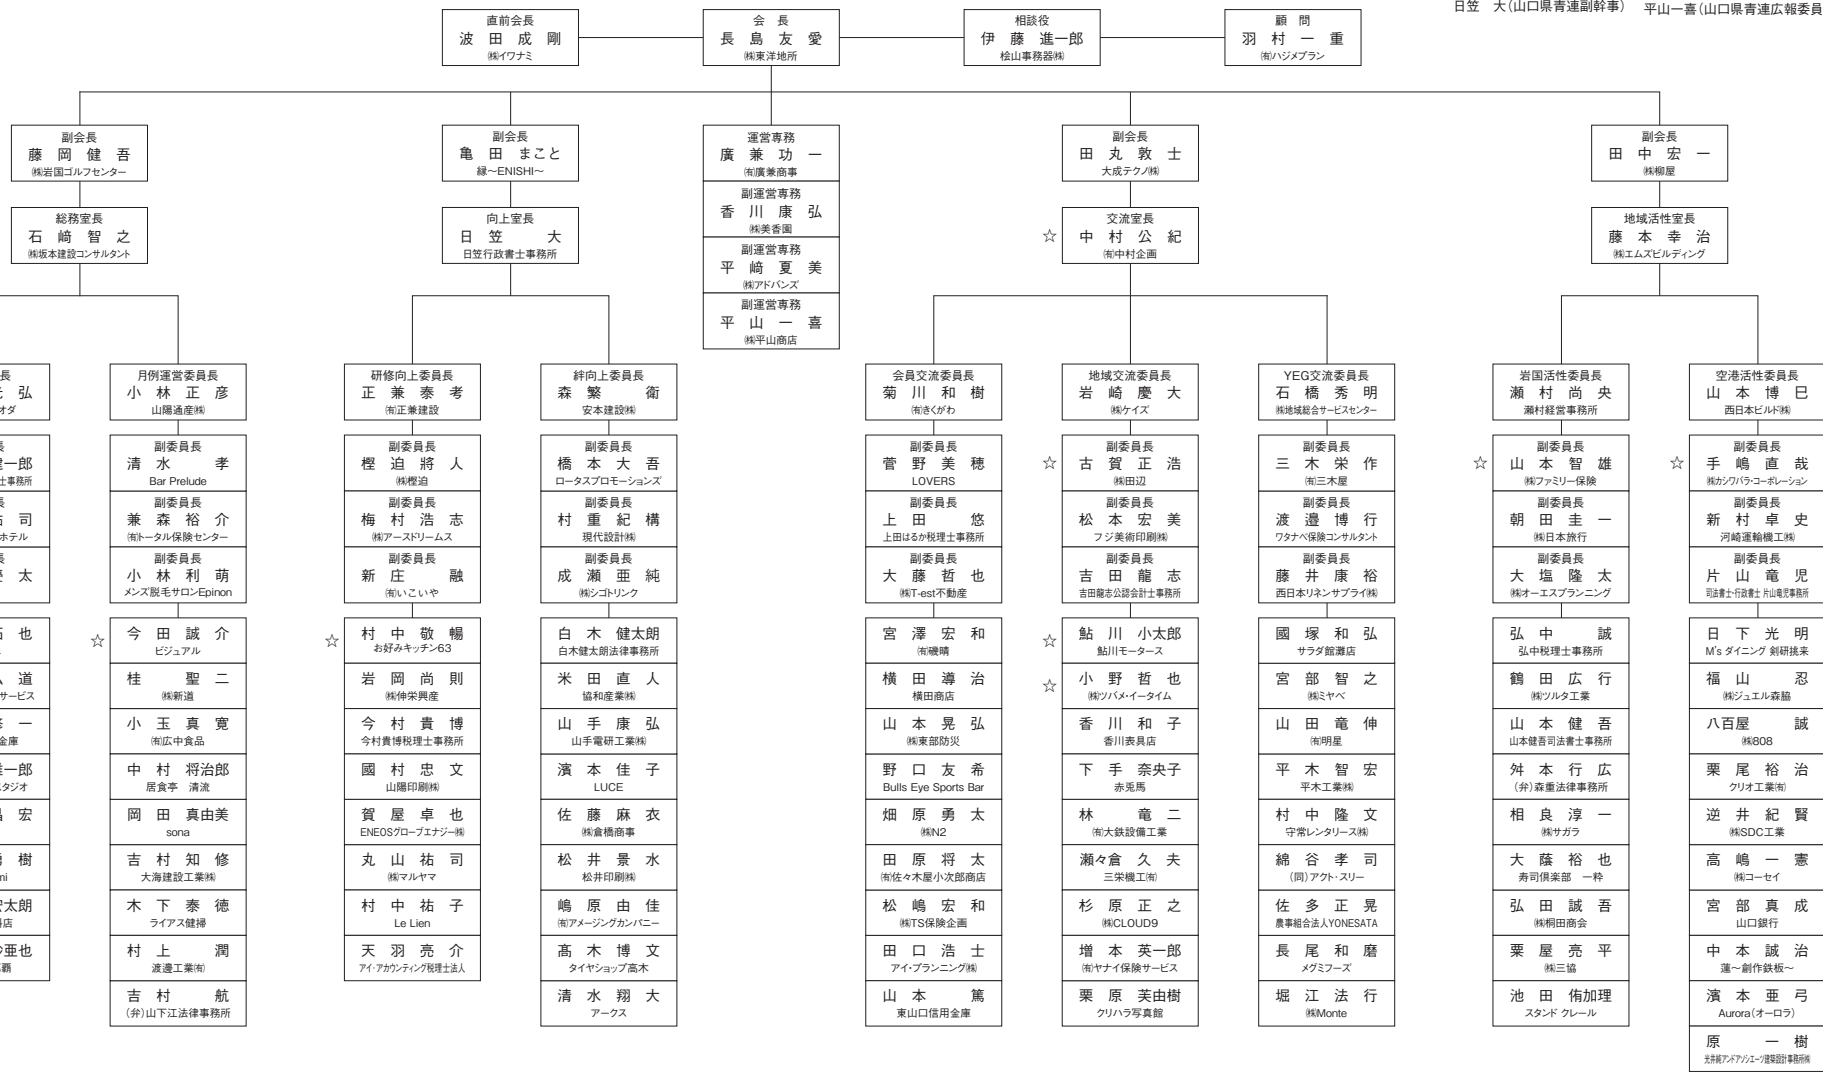 日笠　大(山口県青連副幹事)　平山一喜(山口県青連広報委員
直前会長
波田成剛
㈱イワナミ
会長
長島友愛
㈱東洋地所
相談役
伊藤進一郎
桧山事務器㈱
顧問
羽村一重
㈲ハジメプラン
副会長
藤岡健吾
㈱岩国ゴルフセンター
副会長
亀田まこと
縁～ENISHI～
運営専務
廣兼功一
㈲廣兼商事
副運営専務
香川康弘
㈱美香園
副運営専務
平﨑夏美
㈱アドバンズ
副運営専務
平山一喜
㈱平山商店
副会長
田丸敦士
大成テクノ㈱
副会長
田中宏一
㈱柳屋
総務室長
石﨑智之
㈱坂本建設コンサルタント
向上室長
日笠　大
日笠行政書士事務所
☆
交流室長
中村公紀
㈲中村企画
地域活性室長
藤本幸治
㈱エムズビルディング
長
弘
オダ
長
一郎
士事務所
長
司
ホテル
長
太
也
道
サービス
一
金庫
一郎
タジオ
宏
樹
mi
太朗
店
亜也
覇
月例運営委員長
小林正彦
山陽通産㈱
副委員長
清水　孝
Bar Prelude
副委員長
兼森裕介
㈲トータル保険センター
副委員長
小林利萌
メンズ脱毛サロンEpinon
☆
今田誠介
ビジュアル
桂　聖二
㈱新道
小玉真寛
㈲広中食品
中村将治郎
居食亭　清流
岡田真由美
sona
吉村知修
大海建設工業㈱
木下泰徳
ライアス健掃
村上　潤
渡邊工業㈲
吉村　航
(弁)山下江法律事務所
研修向上委員長
正兼泰考
㈲正兼建設
副委員長
樫迫將人
㈱樫迫
副委員長
梅村浩志
㈱アースドリームス
副委員長
新庄　融
㈲いこいや
☆
村中敬暢
お好みキッチン63
岩岡尚則
㈱伸栄興産
今村貴博
今村貴博税理士事務所
國村忠文
山陽印刷㈱
賀屋卓也
ENEOSグローブエナジー㈱
丸山祐司
㈱マルヤマ
村中祐子
Le Lien
天羽亮介
アイ・アカウンティング税理士法人
絆向上委員長
森繁　衛
安本建設㈱
副委員長
橋本大吾
ロータスプロモーションズ
副委員長
村重紀構
現代設計㈱
副委員長
成瀬亜純
㈱シゴトリンク
白木健太朗
白木健太朗法律事務所
米田直人
協和産業㈱
山手康弘
山手電研工業㈱
濱本佳子
LUCE
佐藤麻衣
㈱倉橋商事
松井景水
松井印刷㈱
嶋原由佳
㈲アメージングカンパニー
髙木博文
タイヤショップ高木
清水翔大
アークス
会員交流委員長
菊川和樹
㈲きくがわ
副委員長
菅野美穂
LOVERS
副委員長
上田　悠
上田はるか税理士事務所
副委員長
大藤哲也
㈱T-est不動産
宮澤宏和
㈲磯晴
横田導治
横田商店
山本晃弘
㈱東部防災
野口友希
Bulls Eye Sports Bar
畑原勇太
㈱N2
田原将太
㈲佐々木屋小次郎商店
松嶋宏和
㈱TS保険企画
田口浩士
アイ・プランニング㈱
山本　篤
東山口信用金庫
地域交流委員長
岩崎慶大
㈱ケイズ
☆
副委員長
古賀正浩
㈱田辺
副委員長
松本宏美
フジ美術印刷㈱
副委員長
吉田龍志
吉田龍志公認会計士事務所
☆
鮎川小太郎
鮎川モータース
☆
小野哲也
㈱ツバメ・イータイム
香川和子
香川表具店
下手奈央子
赤兎馬
林　竜二
㈲大鉄設備工業
瀬々倉久夫
三栄機工㈲
杉原正之
㈱CLOUD9
増本英一郎
㈲ヤナイ保険サービス
栗原芙由樹
クリハラ写真館
YEG交流委員長
石橋秀明
㈱地域総合サービスセンター
副委員長
三木栄作
㈲三木屋
副委員長
渡邉博行
ワタナベ保険コンサルタント
副委員長
藤井康裕
西日本リネンサプライ㈱
國塚和弘
サラダ館灘店
宮部智之
㈱ミヤベ
山田竜伸
㈲明星
平木智宏
平木工業㈱
村中隆文
守常レンタリース㈱
綿谷孝司
(同)アクト・スリー
佐多正晃
農事組合法人YONESATA
長尾和磨
メグミフーズ
堀江法行
㈱Monte
岩国活性委員長
瀬村尚央
瀬村経営事務所
☆
副委員長
山本智雄
㈱ファミリー保険
副委員長
朝田圭一
㈱日本旅行
副委員長
大塩隆太
㈱オーエスプランニング
弘中　誠
弘中税理士事務所
鶴田広行
㈱ツルタ工業
山本健吾
山本健吾司法書士事務所
舛本行広
(弁)森重法律事務所
相良淳一
㈱サガラ
大蔭裕也
寿司倶楽部　一粋
弘田誠吾
㈱桐田商会
粟屋亮平
㈱三協
池田侑加理
スタンド クレール
空港活性委員長
山本博巳
西日本ビルド㈱
☆
副委員長
手嶋直哉
㈱カシワバラ・コーポレーション
副委員長
新村卓史
河崎運輸機工㈱
副委員長
片山竜児
司法書士・行政書士 片山竜児事務所
日下光明
M's ダイニング 剣研挑来
福山　忍
㈱ジュエル森脇
八百屋　誠
㈱808
栗尾裕治
クリオ工業㈲
逆井紀賢
㈱SDC工業
高嶋一憲
㈱コーセイ
宮部真成
山口銀行
中本誠治
蓮～創作鉄板～
濱本亜弓
Aurora(オーロラ)
原　一樹
光井純アンドアソシエーツ建築設計事務所㈱